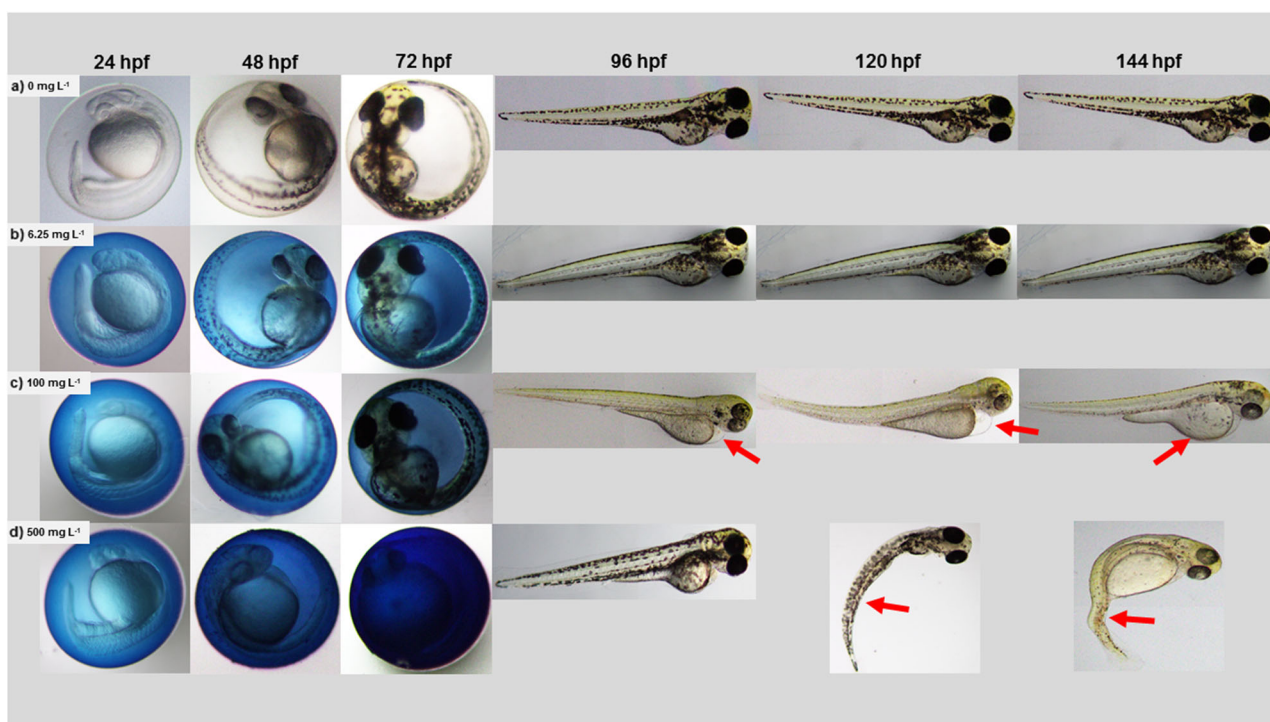 24 hpf 48 hpf 72 hpf 96 hpf 120 hpf 144 hpf
a) 0 mg L-1
b) 6.25 mg L-1
c) 100 mg L-1
d) 500 mg L-1